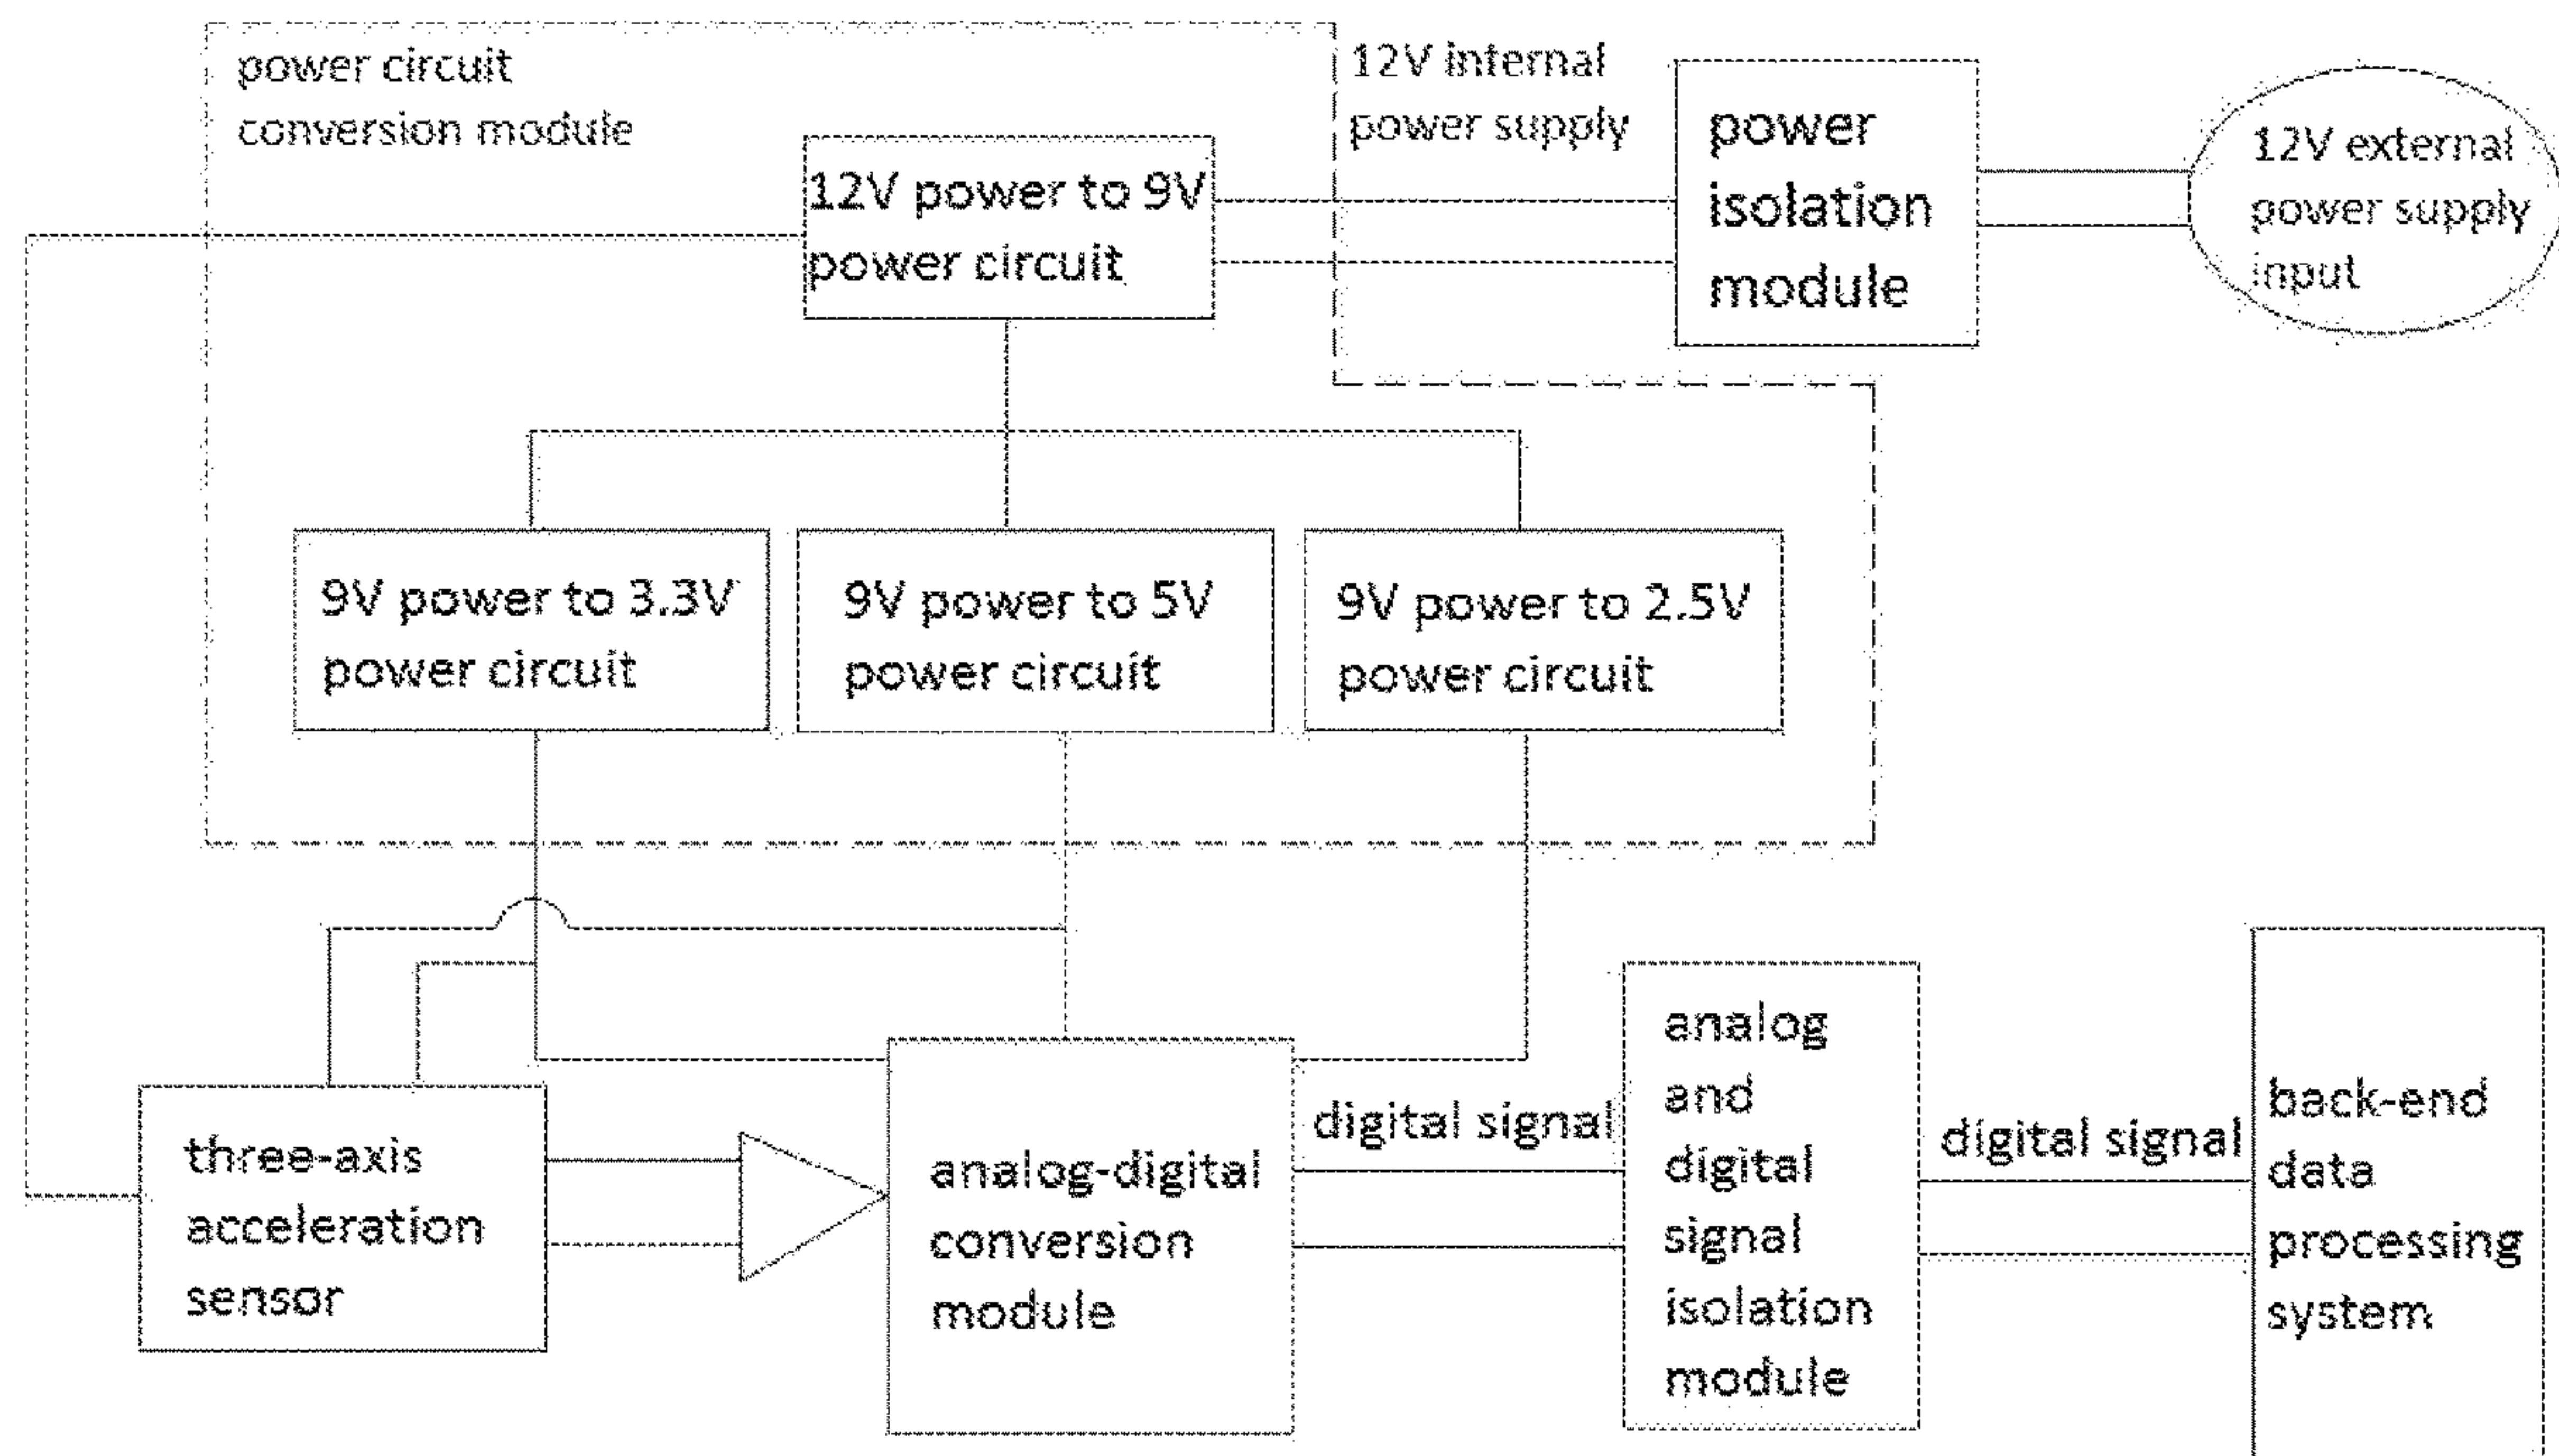 power circuit
conversion module
12V internal
power supply
power
isolation
module
12V external
power supply
input
12V power to 9V
power circuit
9V power to 3.3V
power circuit
9V power to 5V
power circuit
9V power to 2.5V
power circuit
three-axis
acceleration
sensor
analog-digital
conversion
module
digital signal
analog
and
digital
signal
isolation
module
digital signal
back-end
data
processing
system